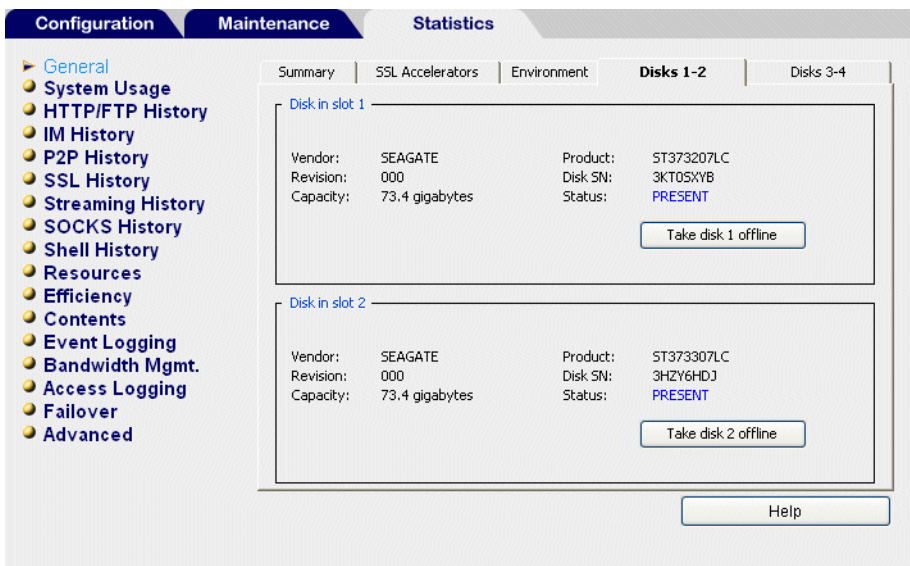 Configuration Maintenance Statistics
General
System Usage
HTTP/FTP History
IM History
P2P History
SSL History
Streaming History
SOCKS History
Shell History
Resources
Efficiency
Contents
Event Logging
Bandwidth Mgmt.
Access Logging
Failover
Advanced
Summary SSL Accelerators Environment Disks 1-2 Disks 3-4
Disk in slot 1
Vendor: SEAGATE Product: ST373207LC
Revision: 000 Disk SN: 3KT0SXYB
Capacity: 73.4 gigabytes Status: PRESENT
Take disk 1 offline
Disk in slot 2
Vendor: SEAGATE Product: ST373307LC
Revision: 000 Disk SN: 3HZY6HDJ
Capacity: 73.4 gigabytes Status: PRESENT
Take disk 2 offline
Help